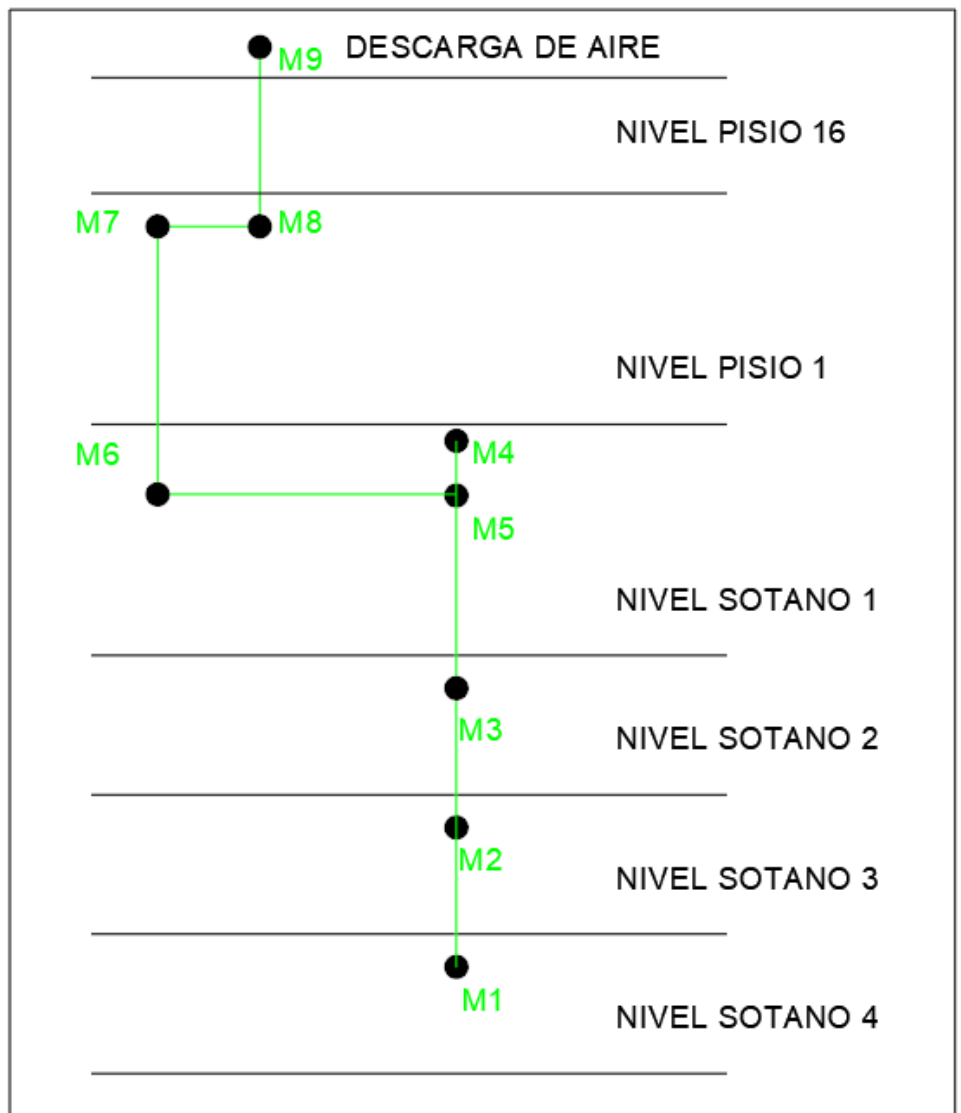 M9 DESCARGA DE AIRE
NIVEL PISIO 16
M7 M8
NIVEL PISIO 1
M6 M4
M5
NIVEL SOTANO 1
M3 NIVEL SOTANO 2
M2 NIVEL SOTANO 3
M1 NIVEL SOTANO 4